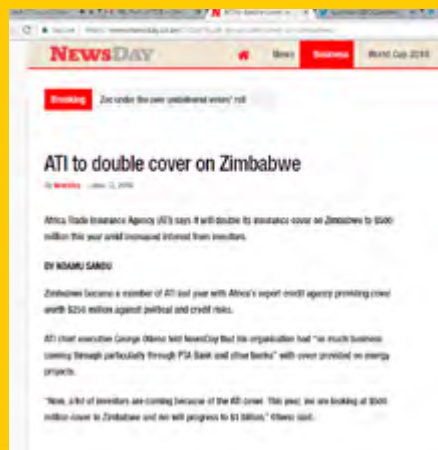 NEWSDAY
News Business World Cup 2018
Breaking Zec under fire over
ATI to double cover on Zimbabwe
By
Africa Trade Insurance Agency (ATI) says it will double its insurance cover on Zimbabwe to $500
million this year amid increased interest from investors.
BY NDAMU SANDU
Zimbabwe became a member of ATI last year with Africa's export credit agency providing cover
worth $250 million against political and credit risks.
ATI chief executive George Otieno told NewsDay that his organisation had "so much business
coming through particularly through PTA Bank and other banks" with cover provided on energy
projects.
"Now, a lot of investors are coming because of the ATI cover. This year, we are looking at $500
million cover in Zimbabwe and we will progress to $1 billion," Otieno said.